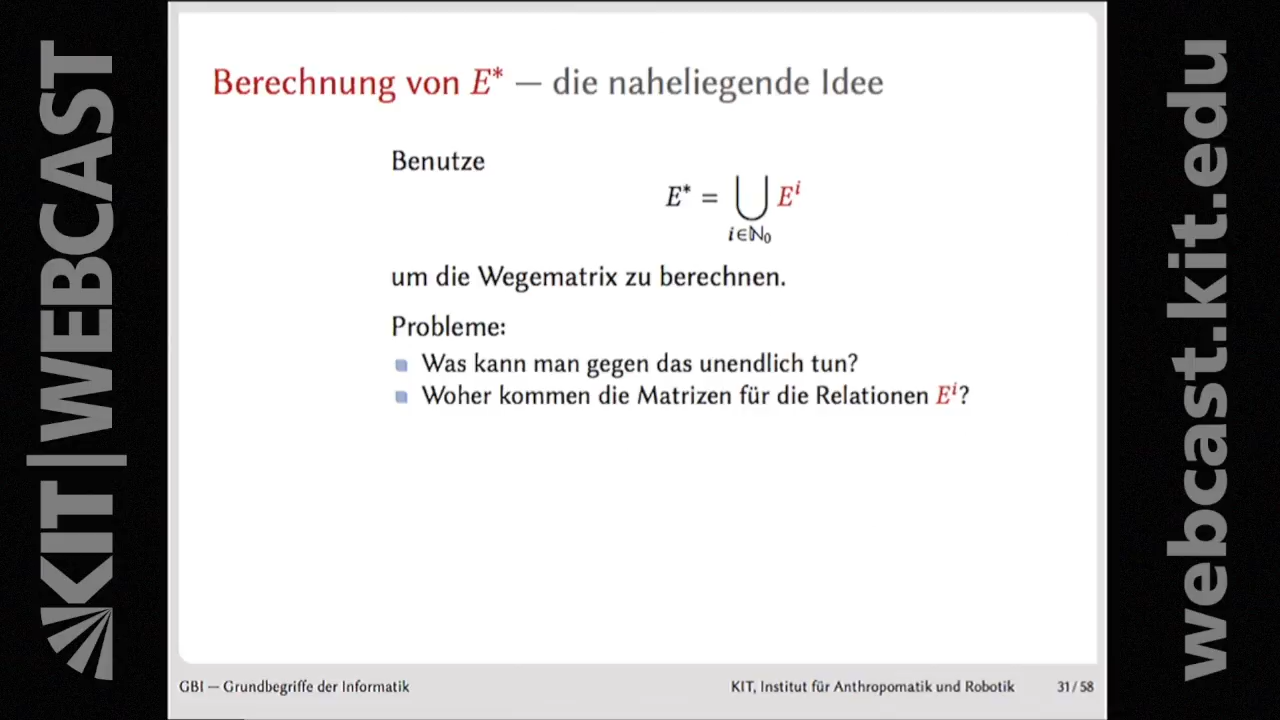 KIT|WEBCAST
Berechnung von E* — die naheliegende Idee
Benutze
E* = ⋃ Eⁱ
i∈ℕ₀
um die Wegematrix zu berechnen.
Probleme:
Was kann man gegen das unendlich tun?
Woher kommen die Matrizen für die Relationen Eⁱ?
GBI — Grundbegriffe der Informatik
KIT, Institut für Anthropomatik und Robotik
31 / 58
webcast.kit.edu